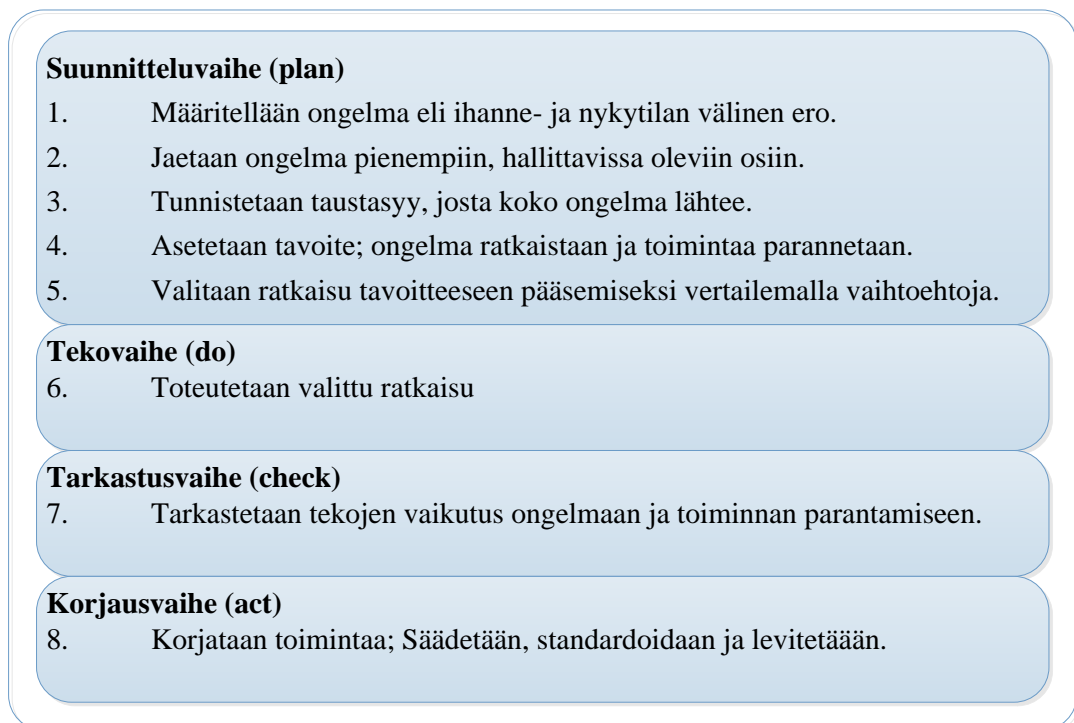 Suunnitteluvaihe (plan)
1. Määritellään ongelma eli ihanne- ja nykytilan välinen ero.
2. Jaetaan ongelma pienempiin, hallittavissa oleviin osiin.
3. Tunnistetaan taustasyy, josta koko ongelma lähtee.
4. Asetetaan tavoite; ongelma ratkaistaan ja toimintaa parannetaan.
5. Valitaan ratkaisu tavoitteeseen pääsemiseksi vertailemalla vaihtoehtoja.
Tekovaihe (do)
6. Toteutetaan valittu ratkaisu
Tarkastusvaihe (check)
7. Tarkastetaan tekojen vaikutus ongelmaan ja toiminnan parantamiseen.
Korjausvaihe (act)
8. Korjataan toimintaa; Säädetään, standardoidaan ja levitetäään.